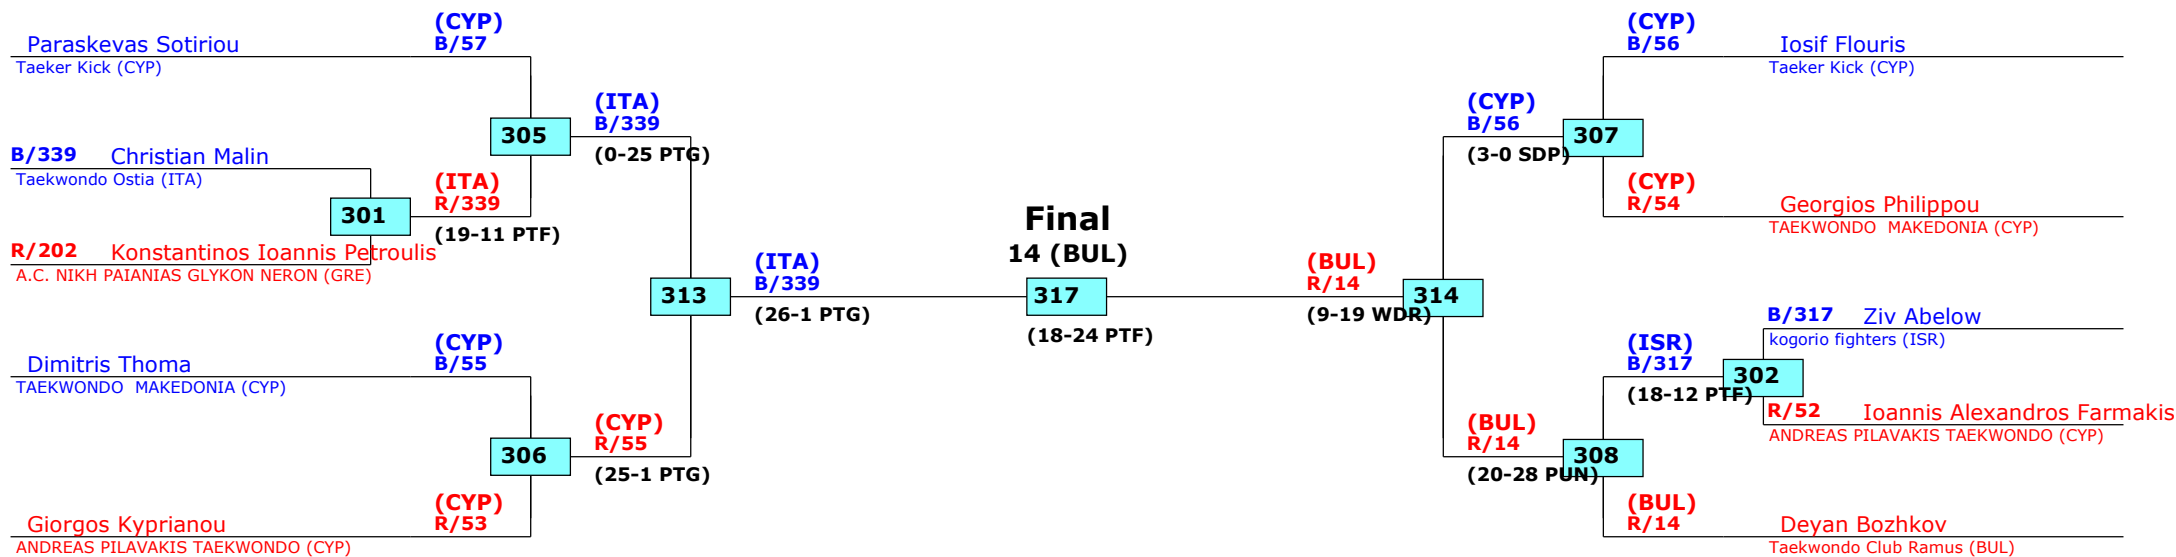 (CYP)
B/57
Paraskevas Sotiriou
Taeker Kick (CYP)
305
(ITA)
B/339
(0-25 PTG)
B/339 Christian Malin
Taekwondo Ostia (ITA)
301
(ITA)
R/339
(19-11 PTF)
R/202 Konstantinos Ioannis Petroulis
A.C. NIKH PAIANIAS GLYKON NERON (GRE)
313
(ITA)
B/339
(26-1 PTG)
(CYP)
B/55
Dimitris Thoma
TAEKWONDO MAKEDONIA (CYP)
306
(CYP)
R/55
(25-1 PTG)
(CYP)
R/53
Giorgos Kyprianou
ANDREAS PILAVAKIS TAEKWONDO (CYP)
Final
14 (BUL)
317
(18-24 PTF)
(BUL)
R/14
(9-19 WDR)
314
(CYP)
B/56
(3-0 SDP)
307
(CYP)
B/56
Iosif Flouris
Taeker Kick (CYP)
(CYP)
R/54
Georgios Philippou
TAEKWONDO MAKEDONIA (CYP)
B/317 Ziv Abelow
kogorio fighters (ISR)
(ISR)
B/317
(18-12 PTF)
302
R/52 Ioannis Alexandros Farmakis
ANDREAS PILAVAKIS TAEKWONDO (CYP)
(BUL)
R/14
(20-28 PUN)
308
(BUL)
R/14
Deyan Bozhkov
Taekwondo Club Ramus (BUL)